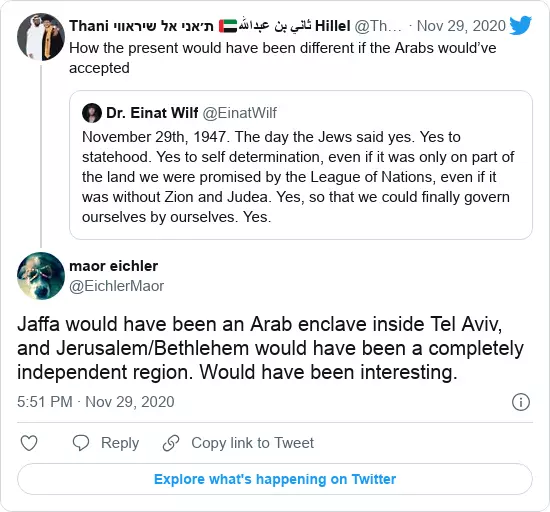 Thani ת׳אני אל שיראווי 🇦🇪ثاني بن عبدالله Hillel @Th… · Nov 29, 2020
How the present would have been different if the Arabs would’ve
accepted
Dr. Einat Wilf @EinatWilf
November 29th, 1947. The day the Jews said yes. Yes to
statehood. Yes to self determination, even if it was only on part of
the land we were promised by the League of Nations, even if it
was without Zion and Judea. Yes, so that we could finally govern
ourselves by ourselves. Yes.
maor eichler
@EichlerMaor
Jaffa would have been an Arab enclave inside Tel Aviv,
and Jerusalem/Bethlehem would have been a completely
independent region. Would have been interesting.
5:51 PM · Nov 29, 2020
Reply
Copy link to Tweet
Explore what's happening on Twitter